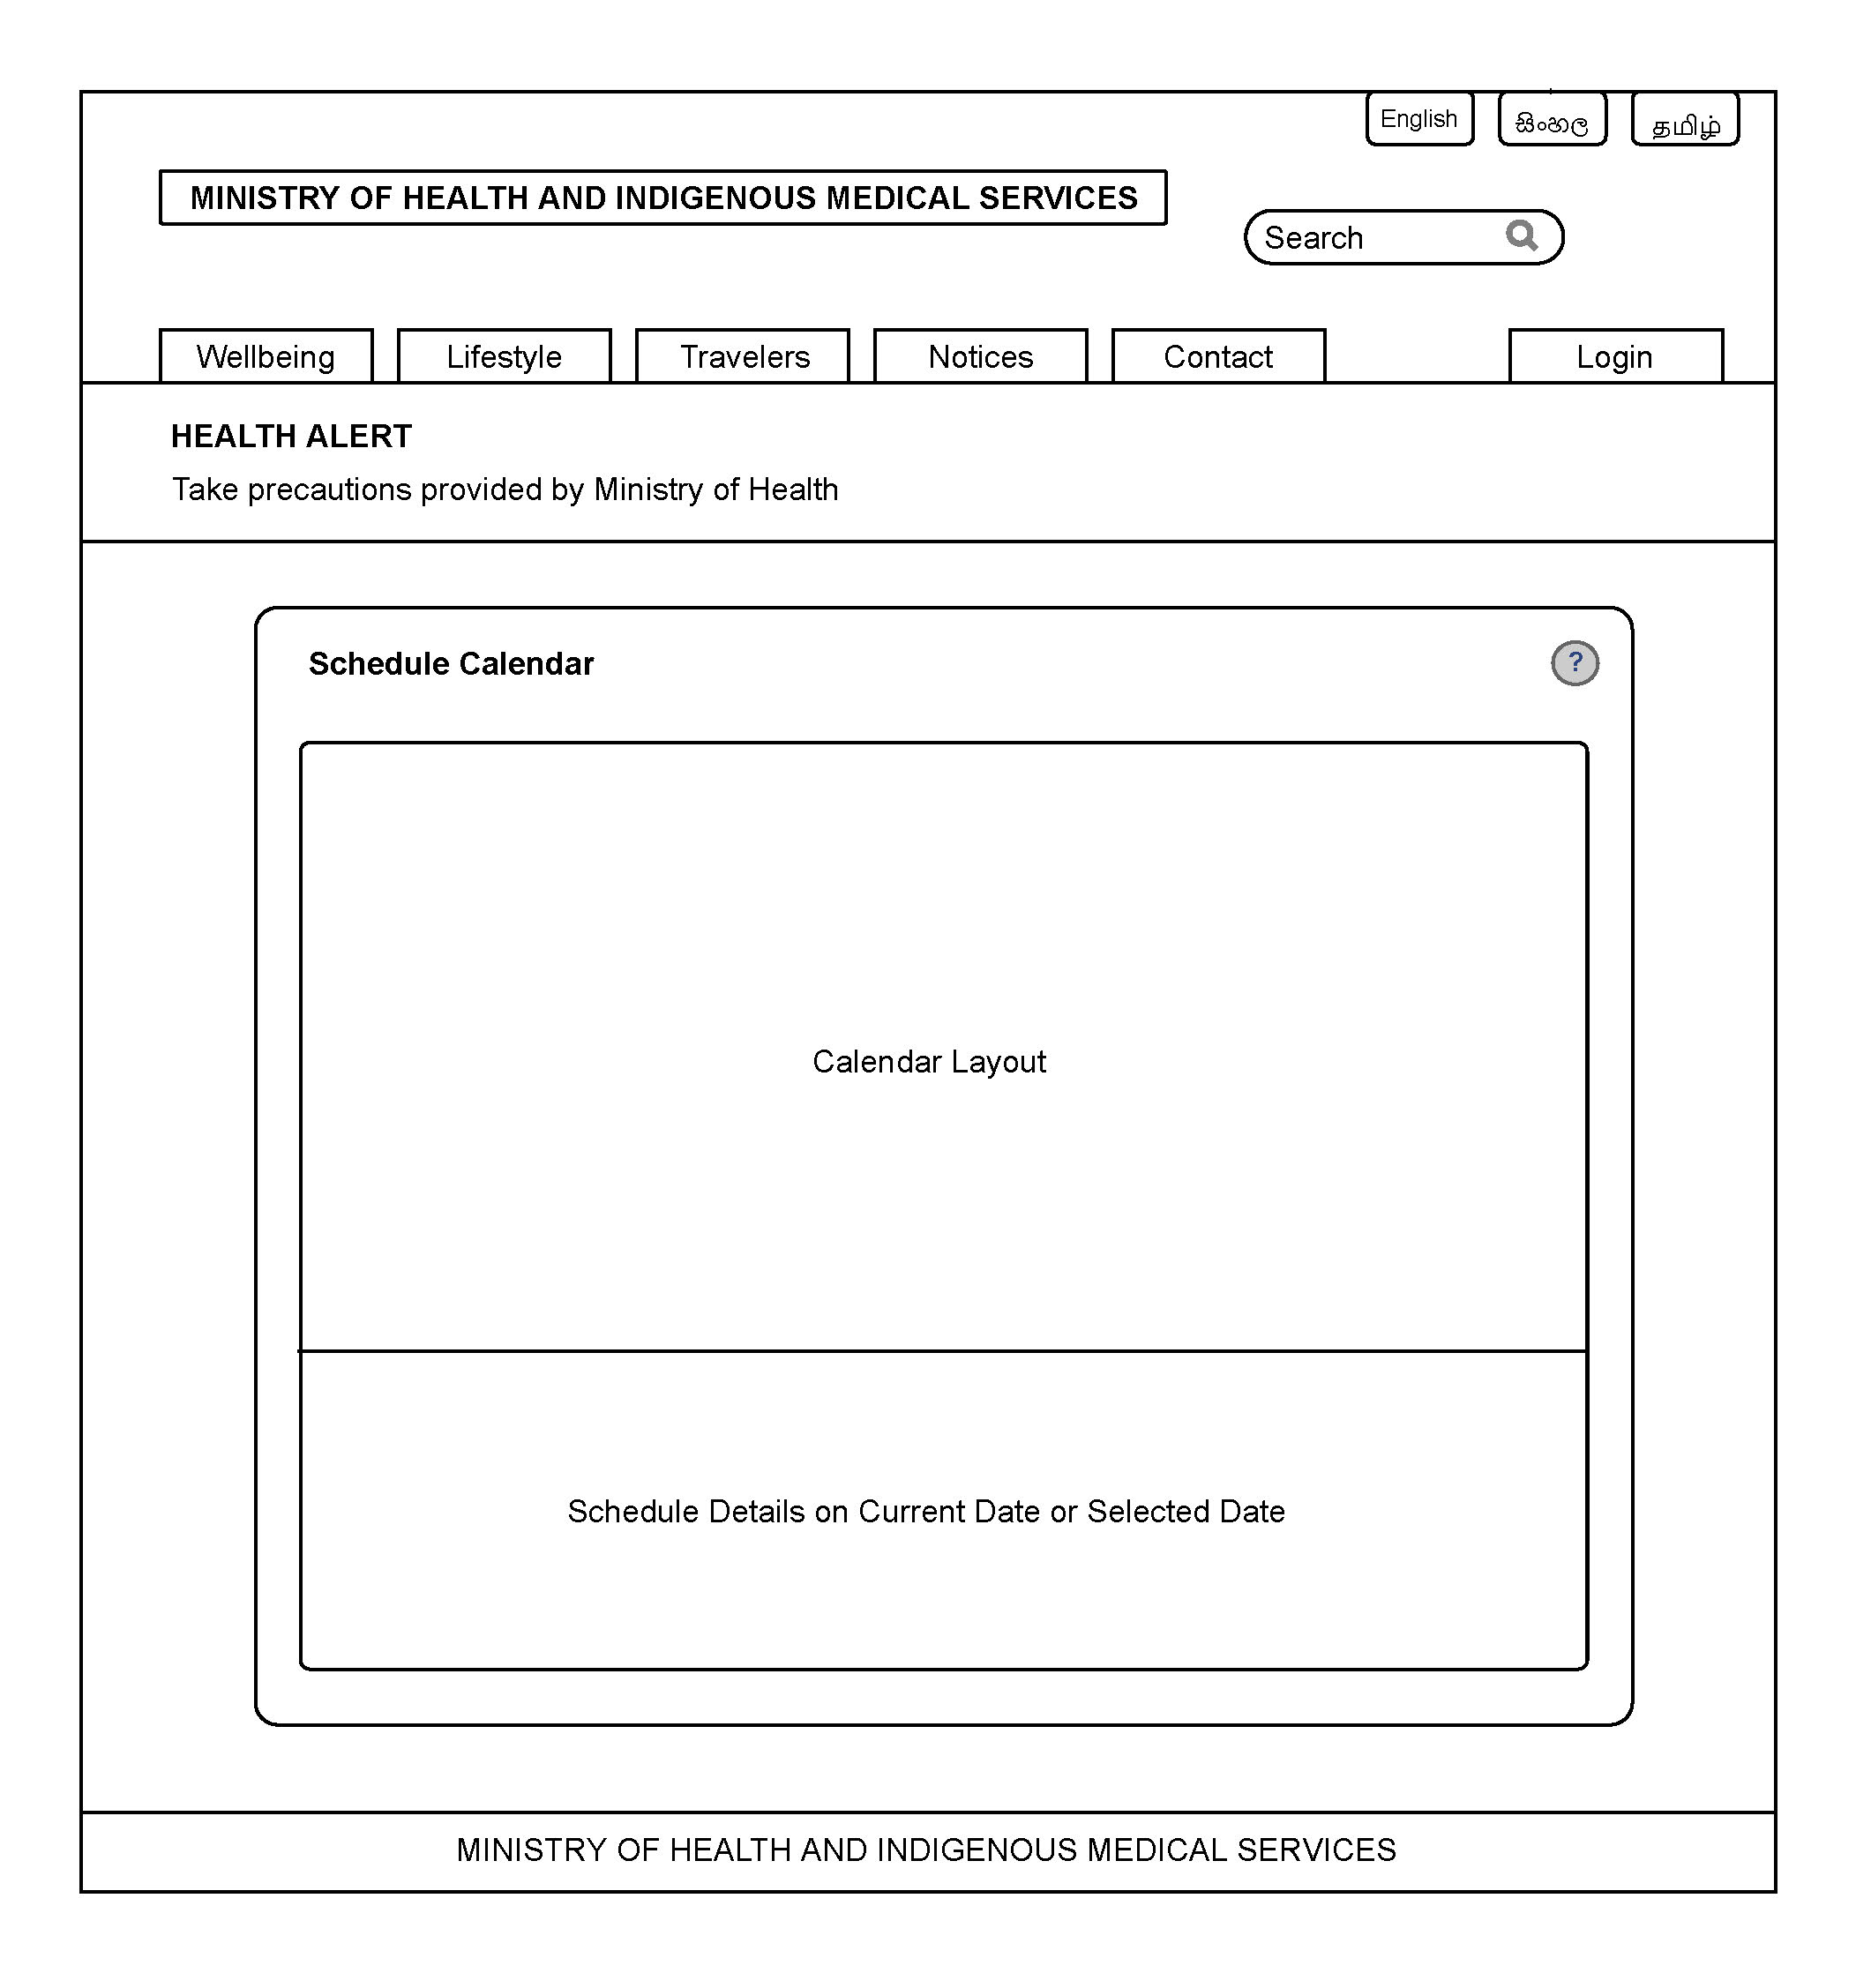 English
සිංහල
தமிழ்
MINISTRY OF HEALTH AND INDIGENOUS MEDICAL SERVICES
Search
Wellbeing
Lifestyle
Travelers
Notices
Contact
Login
HEALTH ALERT
Take precautions provided by Ministry of Health
Schedule Calendar
?
Calendar Layout
Schedule Details on Current Date or Selected Date
MINISTRY OF HEALTH AND INDIGENOUS MEDICAL SERVICES